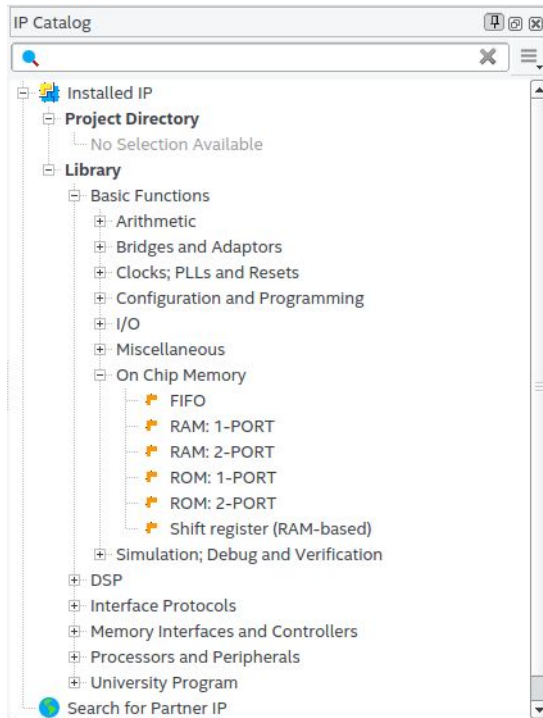 IP Catalog
Installed IP
Project Directory
No Selection Available
Library
Basic Functions
Arithmetic
Bridges and Adaptors
Clocks; PLLs and Resets
Configuration and Programming
I/O
Miscellaneous
On Chip Memory
FIFO
RAM: 1-PORT
RAM: 2-PORT
ROM: 1-PORT
ROM: 2-PORT
Shift register (RAM-based)
Simulation; Debug and Verification
DSP
Interface Protocols
Memory Interfaces and Controllers
Processors and Peripherals
University Program
Search for Partner IP